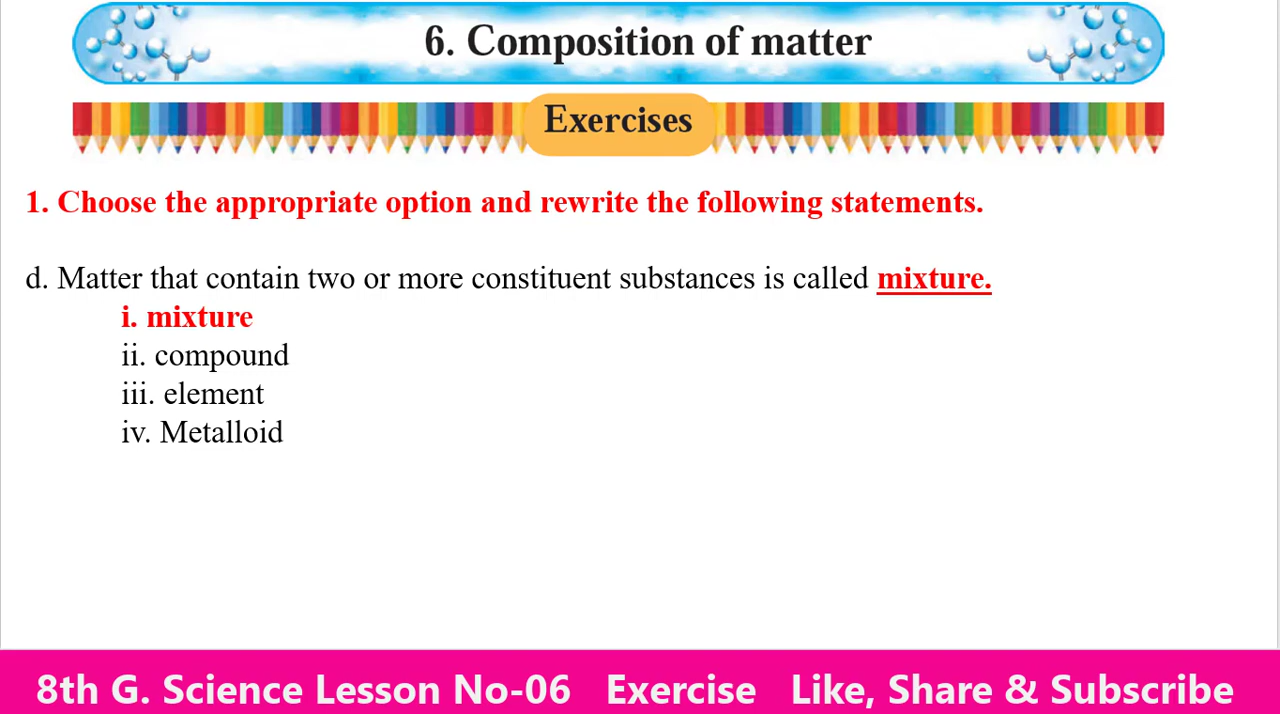 6. Composition of matter
Exercises
1. Choose the appropriate option and rewrite the following statements.
d. Matter that contain two or more constituent substances is called mixture.
i. mixture
ii. compound
iii. element
iv. Metalloid
8th G. Science Lesson No-06 Exercise Like, Share & Subscribe